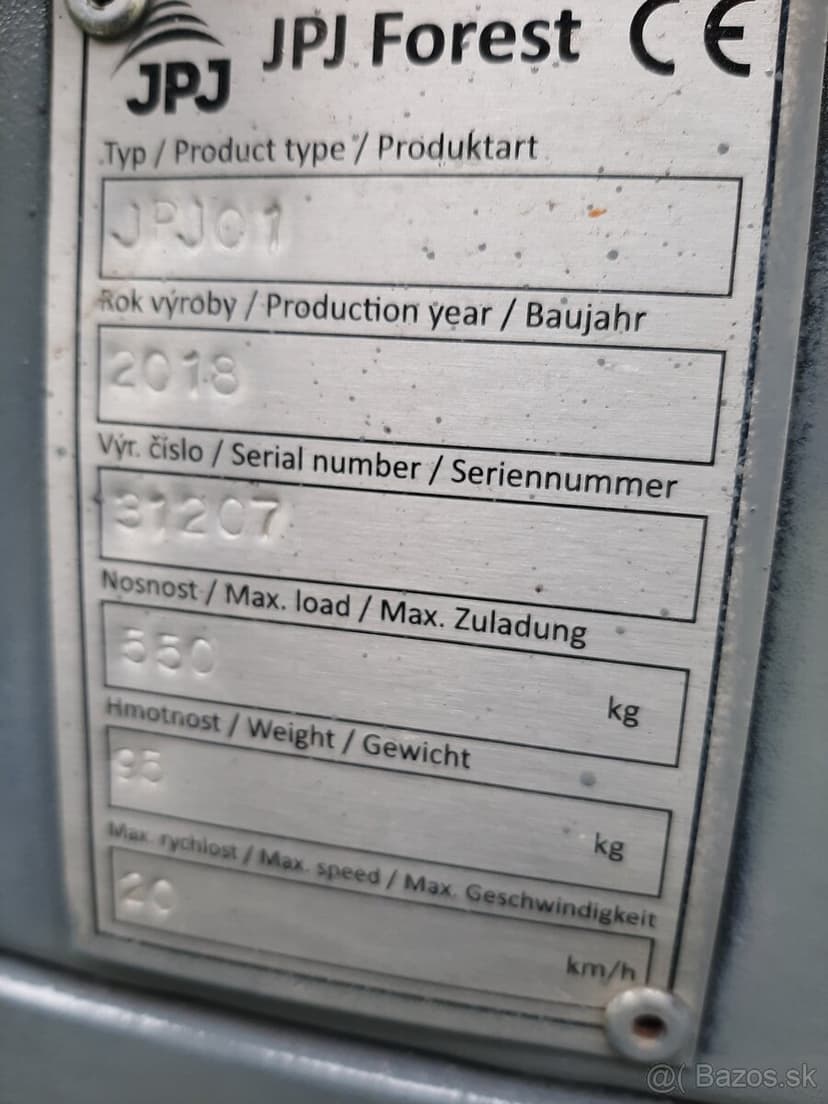 JPJ JPJ Forest CE
Typ / Product type / Produktart
JPJ01
Rok výroby / Production year / Baujahr
2018
Výr. číslo / Serial number / Seriennummer
31207
Nosnost / Max. load / Max. Zuladung
550 kg
Hmotnost / Weight / Gewicht
95 kg
Max. rychlost / Max. speed / Max. Geschwindigkeit
20 km/h
@( Bazos.sk